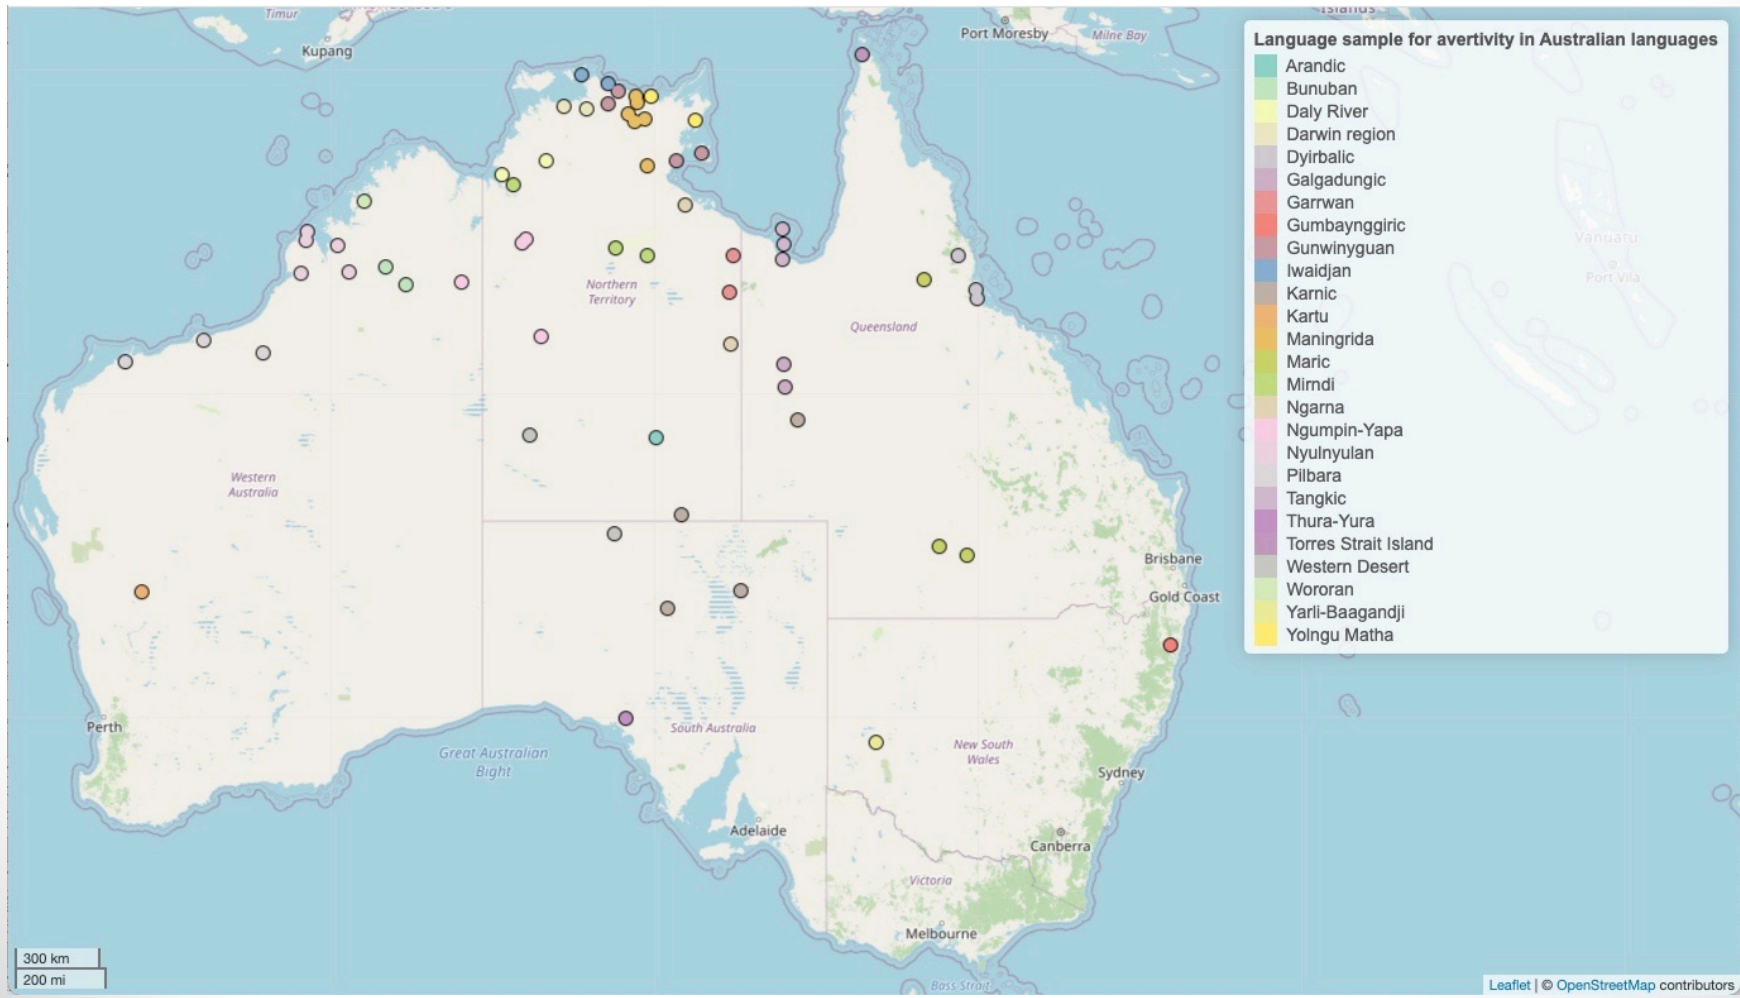 Timur
Kupang
Port Moresby
Milne Bay
Islands
Language sample for avertivity in Australian languages
Arandic
Bunuban
Daly River
Darwin region
Dyirbalic
Galgadungic
Garrwan
Gumbaynggiric
Gunwinyguan
Iwaidjan
Karnic
Kartu
Maningrida
Maric
Mirndi
Ngarna
Ngumpin-Yapa
Nyulnyulan
Pilbara
Tangkic
Thura-Yura
Torres Strait Island
Western Desert
Wororan
Yarli-Baagandji
Yolngu Matha
Vanuatu
Port Vila
Northern
Territory
Queensland
Western
Australia
Brisbane
Gold Coast
Perth
South Australia
Great Australian
Bight
New South
Wales
Sydney
Adelaide
Canberra
Victoria
Melbourne
Bass Strait
300 km
200 mi
Leaflet | © OpenStreetMap contributors